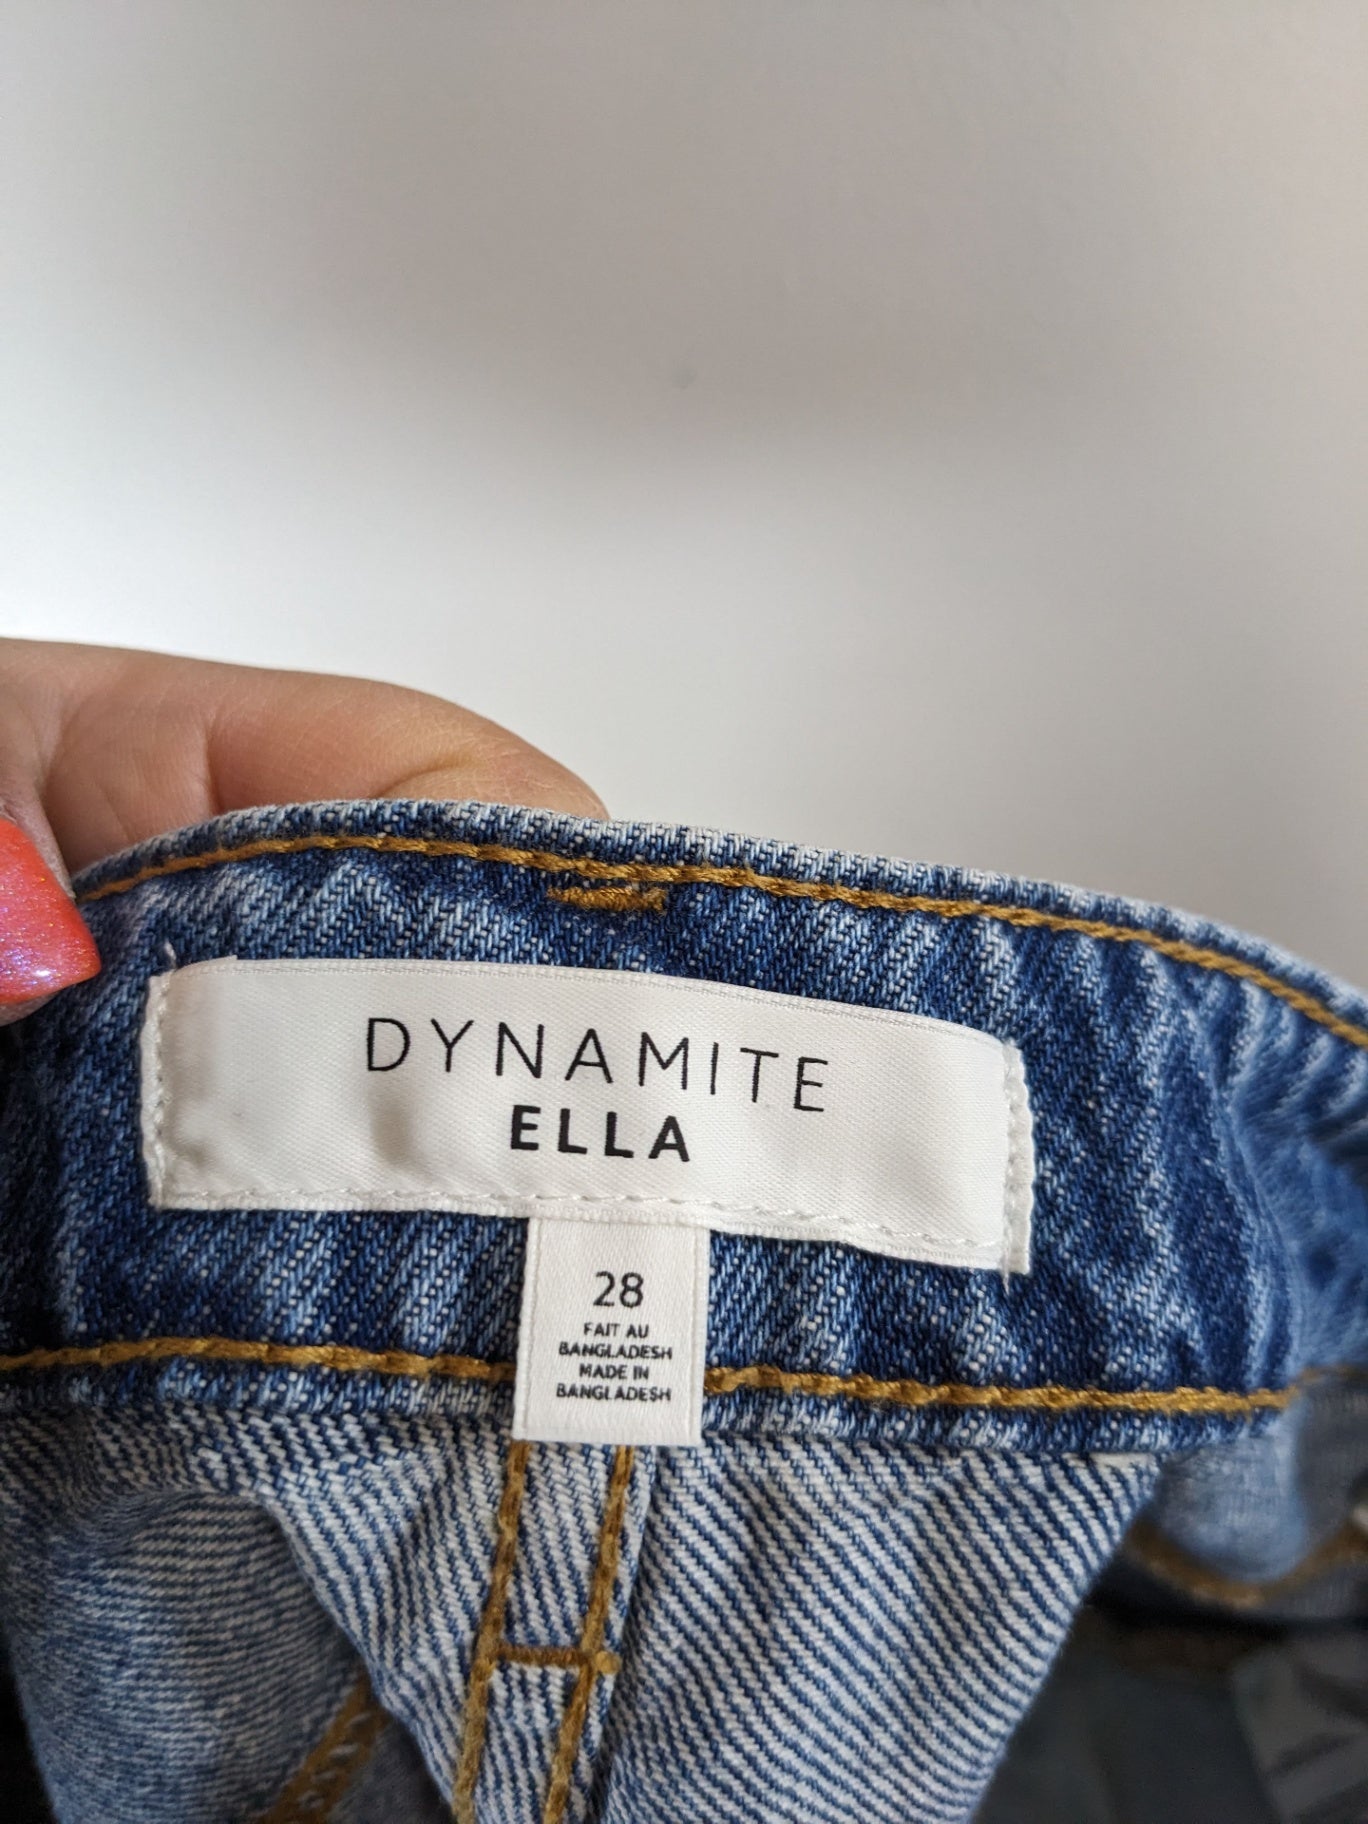 DYNAMITE
ELLA
28
FAIT AU
BANGLADESH
MADE IN
BANGLADESH